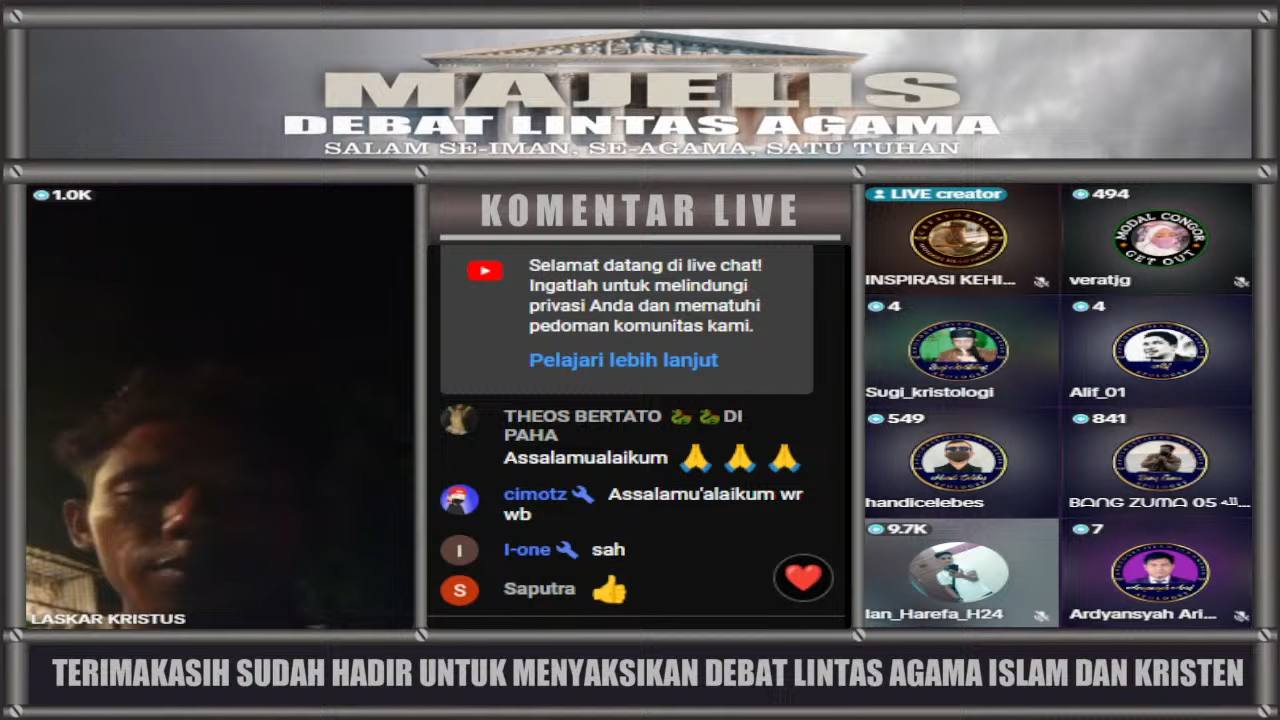 MAJELIS
DEBAT LINTAS AGAMA
SALAM SE-IMAN, SE-AGAMA, SATU TUHAN
1.0K
LASKAR KRISTUS
KOMENTAR LIVE
Selamat datang di live chat!
Ingatlah untuk melindungi
privasi Anda dan mematuhi
pedoman komunitas kami.
Pelajari lebih lanjut
THEOS BERTATO 🐍 🐍 DI
PAHA
Assalamualaikum 🙏 🙏 🙏
cimotz Assalamu'alaikum wr
wb
I
I-one sah
S
Saputra 👍
LIVE creator
INSPIRASI KEHI...
494
MODAL CONGOR
GET OUT
veratjg
4
Sugi_kristologi
4
Alif_01
549
handicelebes
841
BANG ZUMA 05
9.7K
Ian_Harefa_H24
7
Ardyansyah Ari...
TERIMAKASIH SUDAH HADIR UNTUK MENYAKSIKAN DEBAT LINTAS AGAMA ISLAM DAN KRISTEN